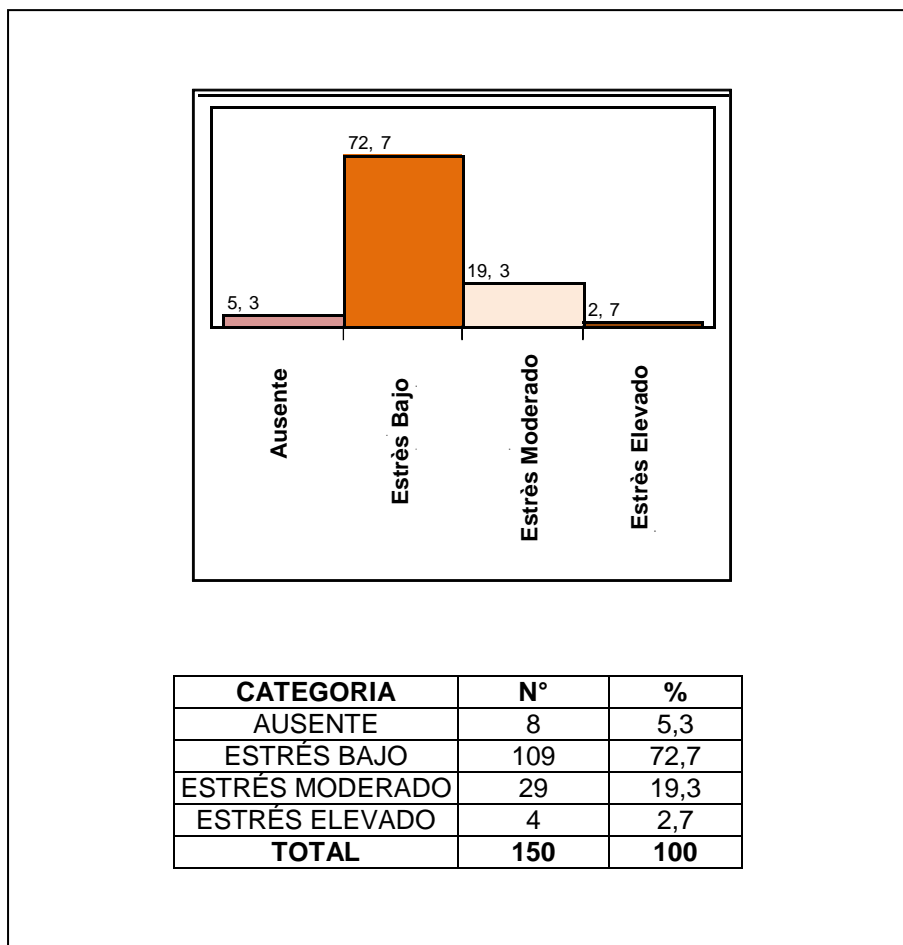 72, 7
19, 3
5, 3
2, 7
Ausente
Estrès Bajo
Estrès Moderado
Estrès Elevado
CATEGORIA N° %
AUSENTE 8 5,3
ESTRÉS BAJO 109 72,7
ESTRÉS MODERADO 29 19,3
ESTRÉS ELEVADO 4 2,7
TOTAL 150 100